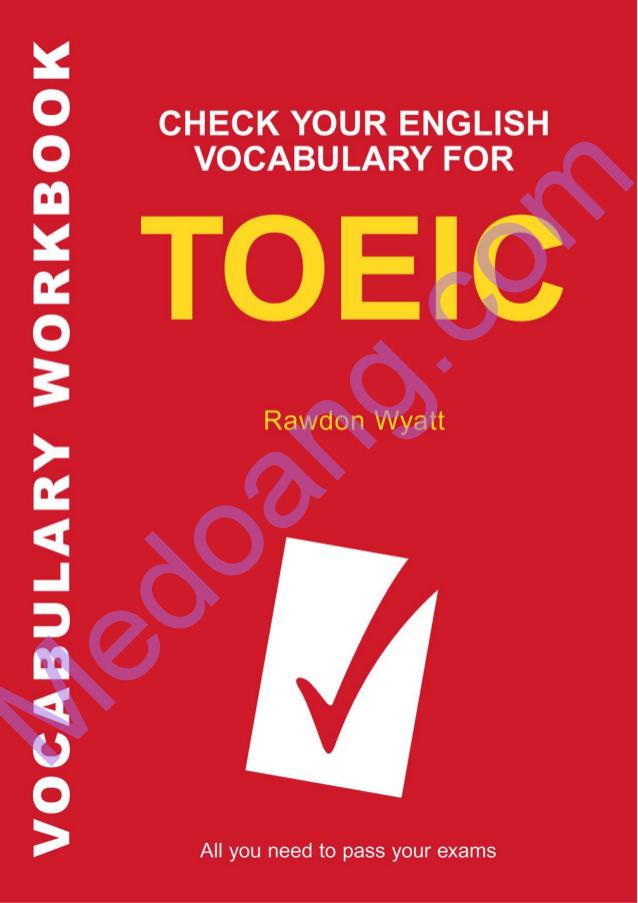 VOCABULARY WORKBOOK
CHECK YOUR ENGLISH
VOCABULARY FOR
TOEIC
Rawdon Wyatt
All you need to pass your exams
Medoang.com